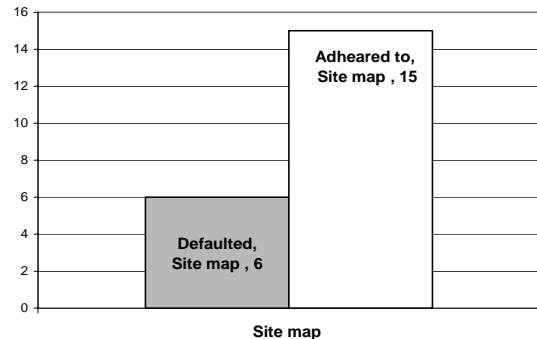 16
14
12
10
8
6
4
2
0
Adheared to,
Site map , 15
Defaulted,
Site map , 6
Site map